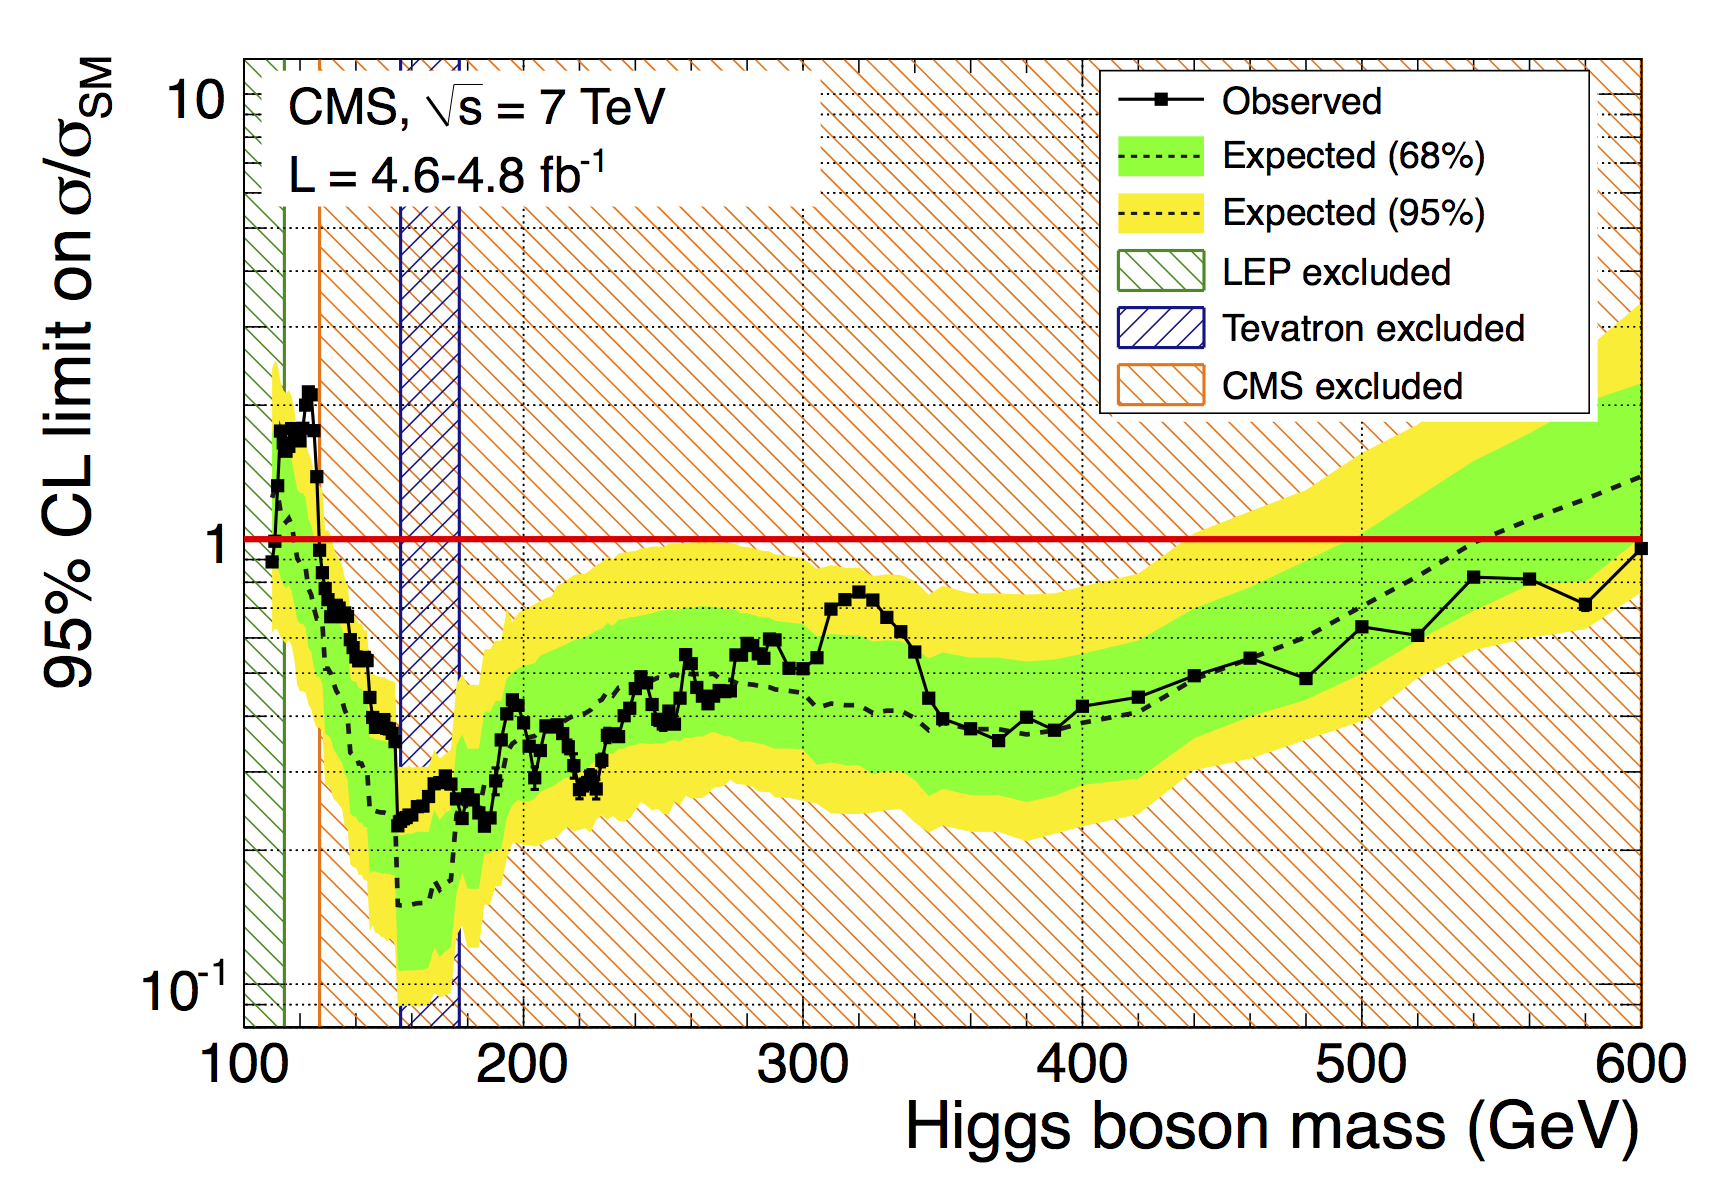 95% CL limit on σ/σSM
10
1
10-1
CMS, √s = 7 TeV
L = 4.6-4.8 fb-1
Observed
Expected (68%)
Expected (95%)
LEP excluded
Tevatron excluded
CMS excluded
100 200 300 400 500 600
Higgs boson mass (GeV)